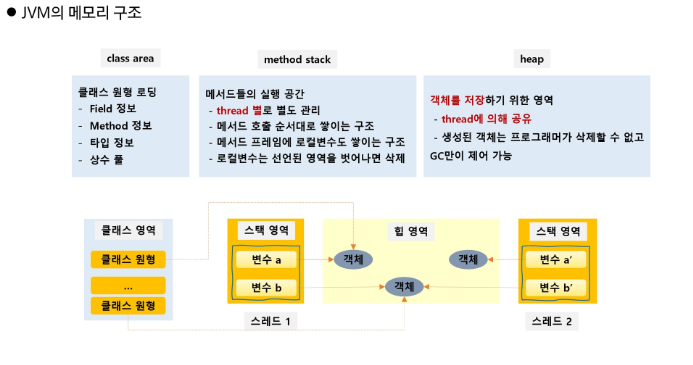 ● JVM의 메모리 구조
class area
클래스 원형 로딩
- Field 정보
- Method 정보
- 타입 정보
- 상수 풀
method stack
메서드들의 실행 공간
- thread 별로 별도 관리
- 메서드 호출 순서대로 쌓이는 구조
- 메서드 프레임에 로컬변수도 쌓이는 구조
- 로컬변수는 선언된 영역을 벗어나면 삭제
heap
객체를 저장하기 위한 영역
- thread에 의해 공유
- 생성된 객체는 프로그래머가 삭제할 수 없고
GC만이 제어 가능
클래스 영역
클래스 원형
...
클래스 원형
스택 영역
변수 a
변수 b
스레드 1
힙 영역
객체
객체
객체
스택 영역
변수 a′
변수 b′
스레드 2